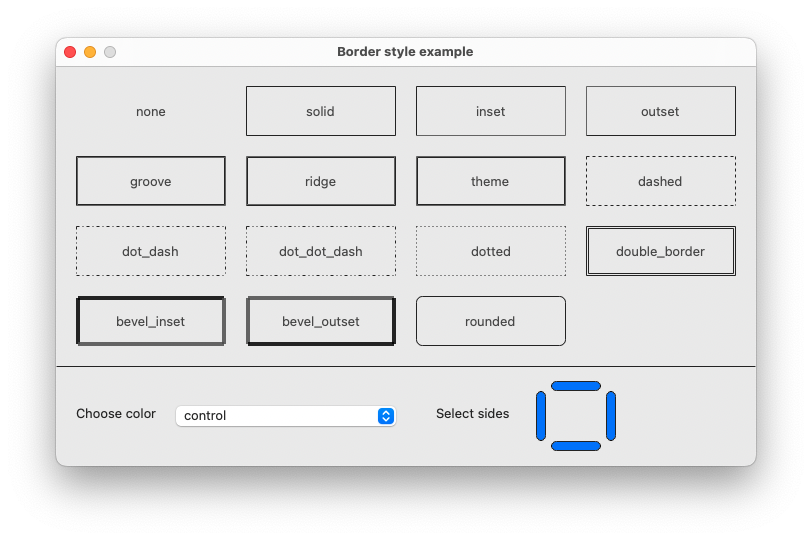 Border style example
none
solid
inset
outset
groove
ridge
theme
dashed
dot_dash
dot_dot_dash
dotted
double_border
bevel_inset
bevel_outset
rounded
Choose color
control
Select sides